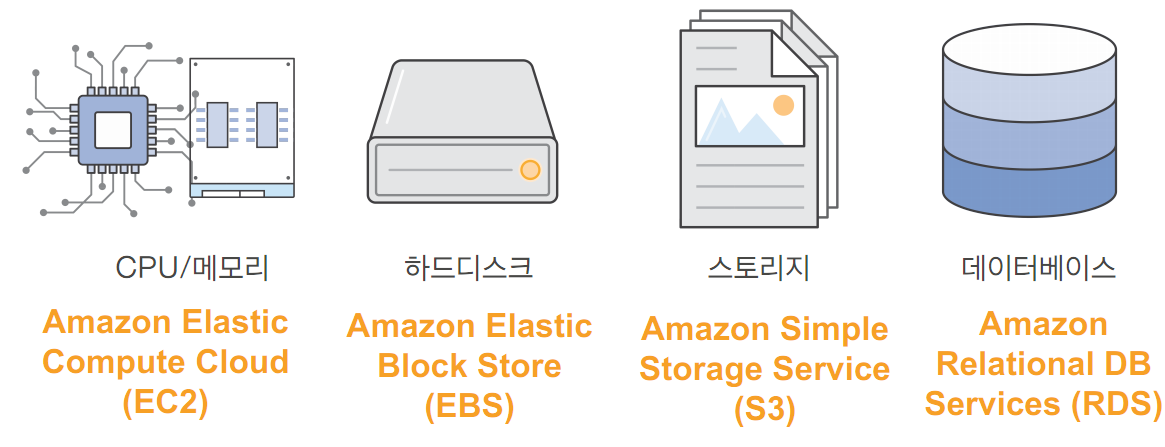 CPU/메모리
Amazon Elastic
Compute Cloud
(EC2)
하드디스크
Amazon Elastic
Block Store
(EBS)
스토리지
Amazon Simple
Storage Service
(S3)
데이터베이스
Amazon
Relational DB
Services (RDS)